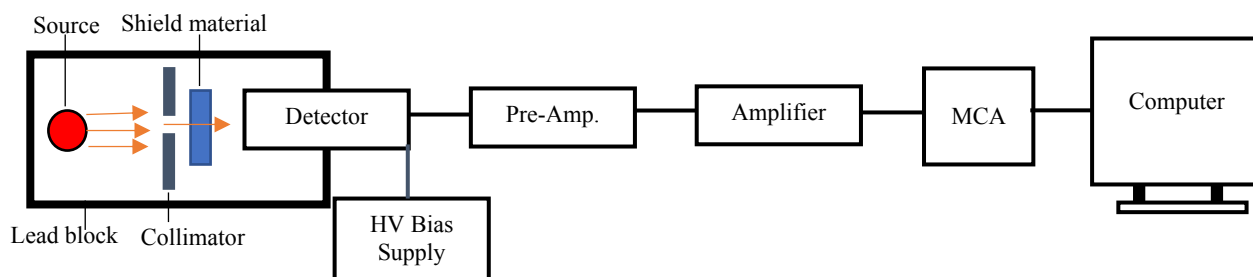 Source
Shield material
Detector
Pre-Amp.
Amplifier
MCA
Computer
Lead block
Collimator
HV Bias
Supply